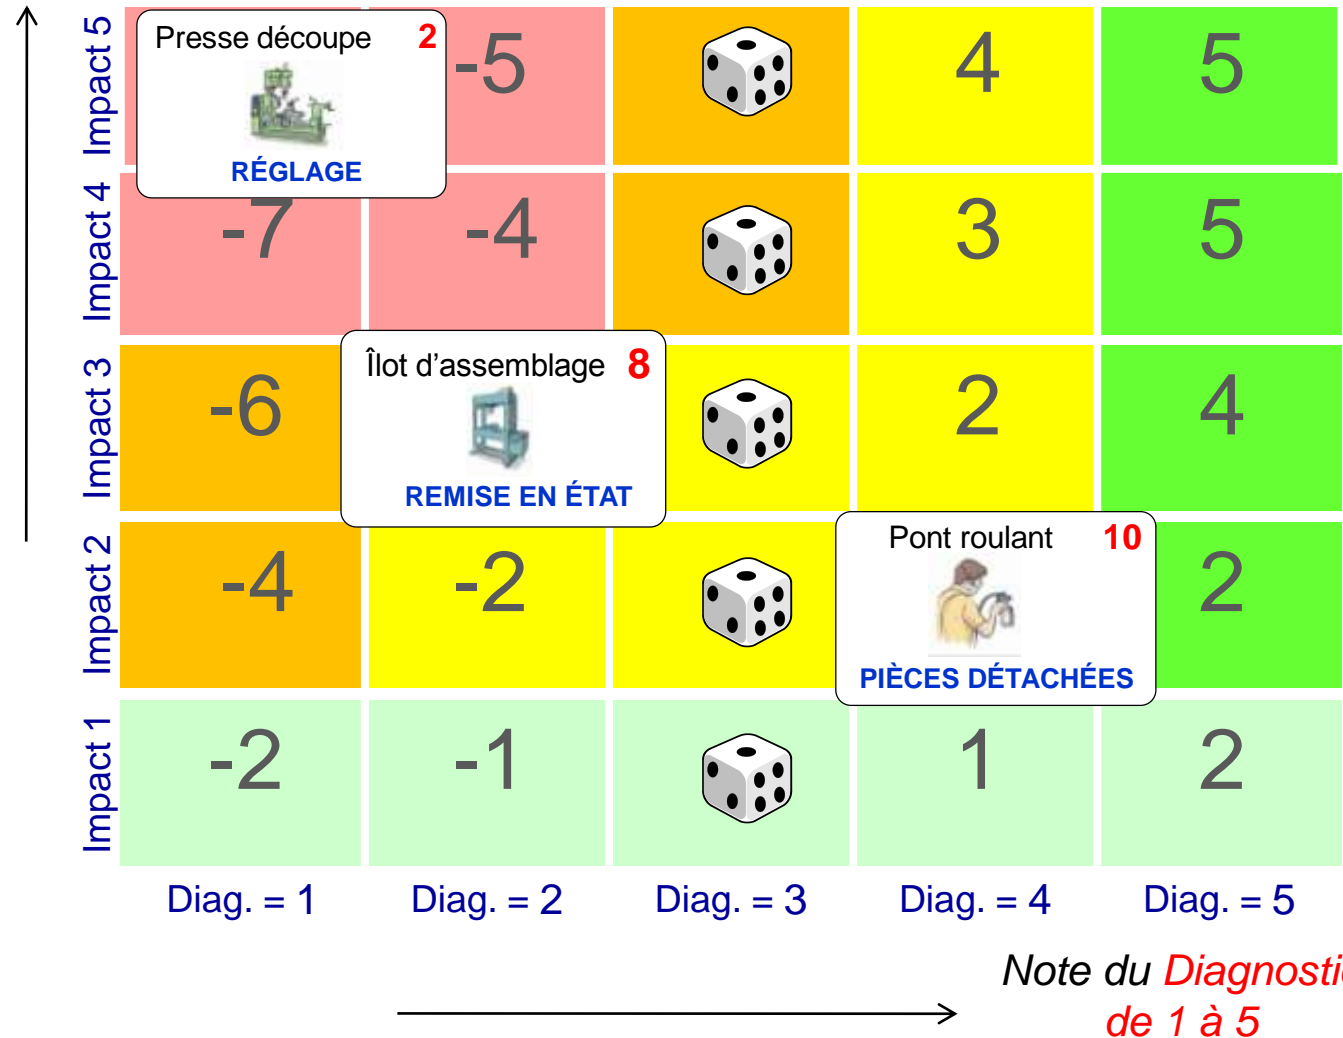 Impact 5
Presse découpe 2
RÉGLAGE
-5
4
5
Impact 4
-7
-4
3
5
Impact 3
-6
Îlot d'assemblage 8
REMISE EN ÉTAT
2
4
Impact 2
-4
-2
Pont roulant 10
PIÈCES DÉTACHÉES
2
Impact 1
-2
-1
1
2
Diag. = 1
Diag. = 2
Diag. = 3
Diag. = 4
Diag. = 5
Note du Diagnostic
de 1 à 5